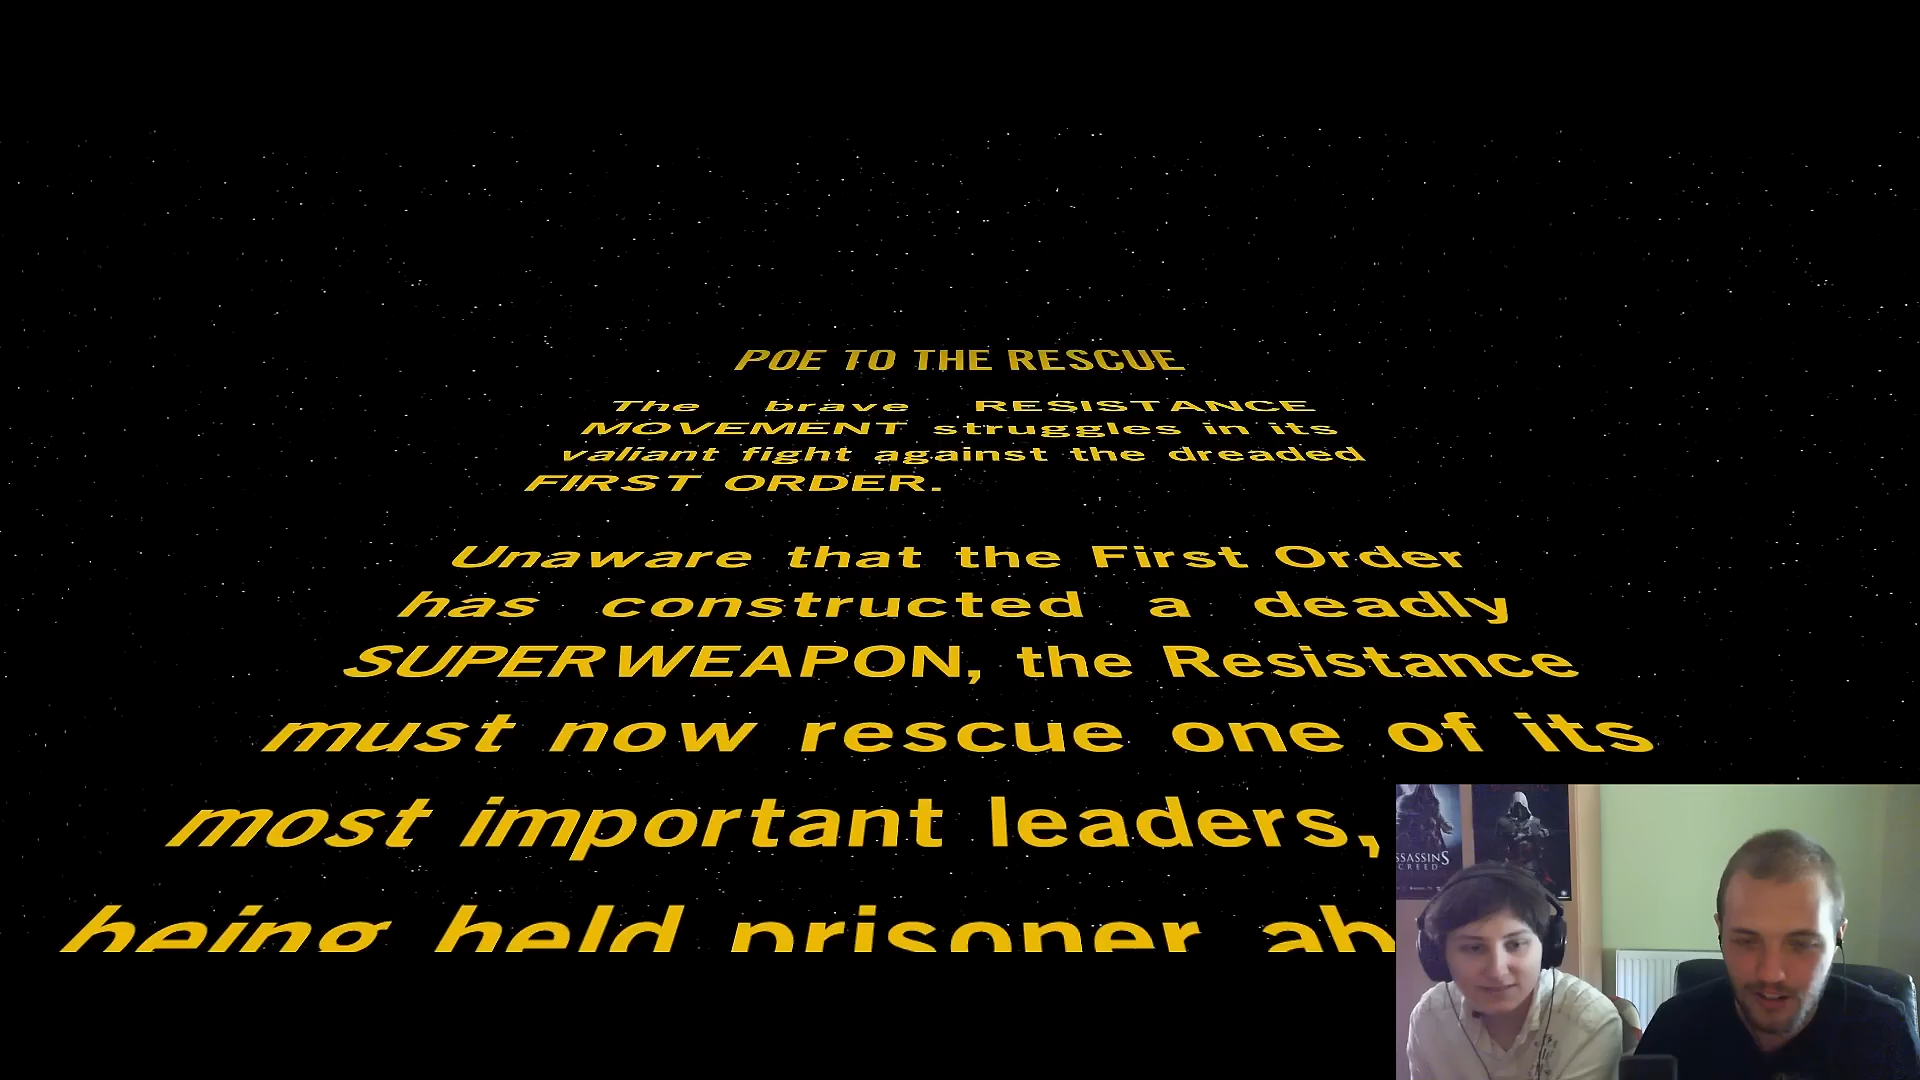 POE TO THE RESCUE
The brave RESISTANCE
MOVEMENT struggles in its
valiant fight against the dreaded
FIRST ORDER.
Unaware that the First Order
has constructed a deadly
SUPERWEAPON, the Resistance
must now rescue one of its
most important leaders,
being held prisoner
ASSASSINS
CREED